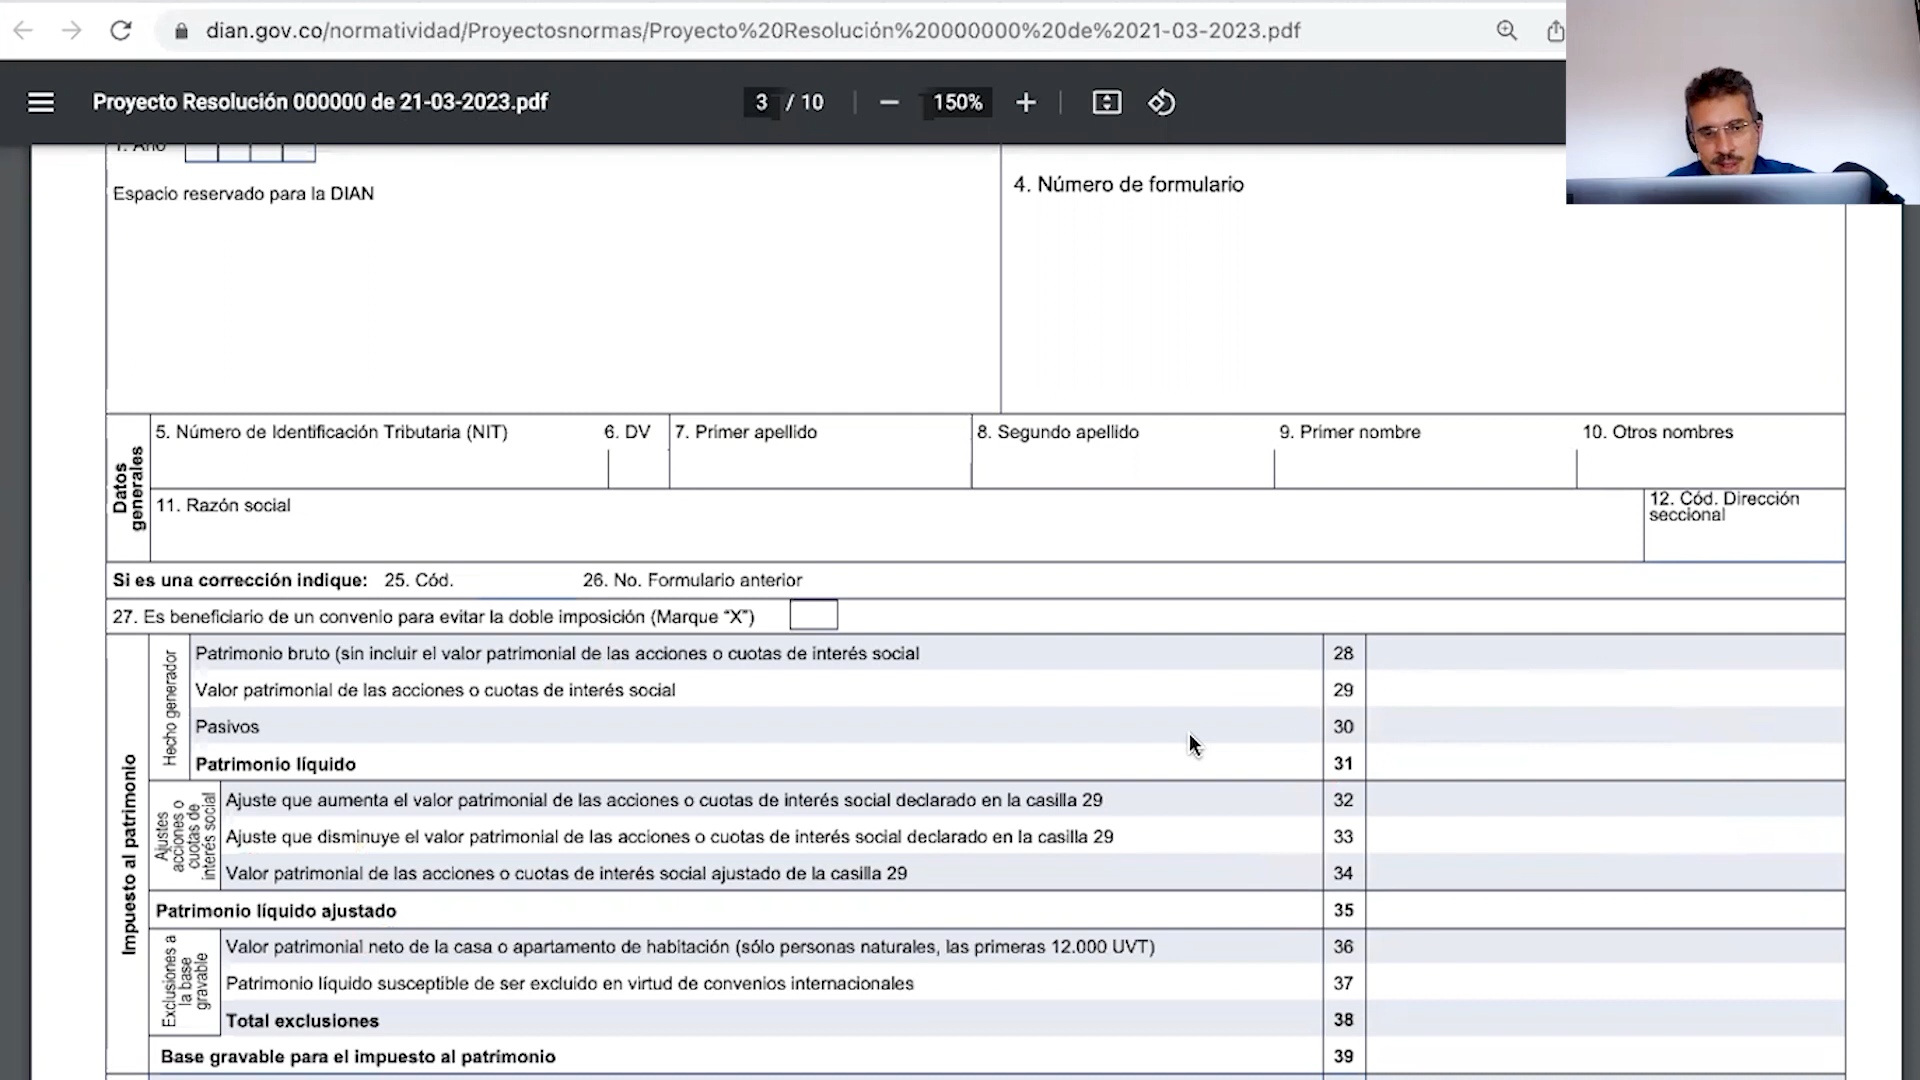 dian.gov.co/normatividad/Proyectosnormas/Proyecto%20Resolución%20000000%20de%2021-03-2023.pdf
Proyecto Resolución 000000 de 21-03-2023.pdf
3 / 10
150%
1. Año
Espacio reservado para la DIAN
4. Número de formulario
Datos generales
5. Número de Identificación Tributaria (NIT)
6. DV
7. Primer apellido
8. Segundo apellido
9. Primer nombre
10. Otros nombres
11. Razón social
12. Cód. Dirección
seccional
Si es una corrección indique: 25. Cód. 26. No. Formulario anterior
27. Es beneficiario de un convenio para evitar la doble imposición (Marque “X”)
Impuesto al patrimonio
Hecho generador
Patrimonio bruto (sin incluir el valor patrimonial de las acciones o cuotas de interés social 28
Valor patrimonial de las acciones o cuotas de interés social 29
Pasivos 30
Patrimonio líquido 31
Ajustes
acciones o
cuotas de
interés social
Ajuste que aumenta el valor patrimonial de las acciones o cuotas de interés social declarado en la casilla 29 32
Ajuste que disminuye el valor patrimonial de las acciones o cuotas de interés social declarado en la casilla 29 33
Valor patrimonial de las acciones o cuotas de interés social ajustado de la casilla 29 34
Patrimonio líquido ajustado 35
Exclusiones a
la base
gravable
Valor patrimonial neto de la casa o apartamento de habitación (sólo personas naturales, las primeras 12.000 UVT) 36
Patrimonio líquido susceptible de ser excluido en virtud de convenios internacionales 37
Total exclusiones 38
Base gravable para el impuesto al patrimonio 39